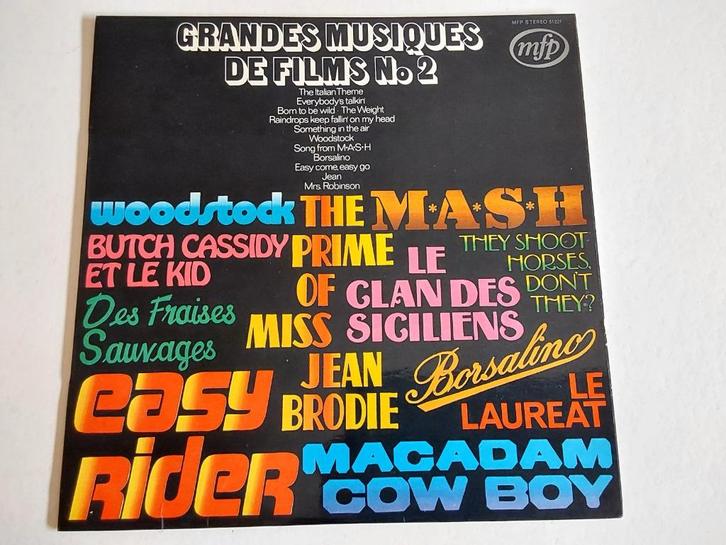 MFP STEREO 51227
GRANDES MUSIQUES
DE FILMS No 2
mfp
The Italian Theme
Everybody's talkin'
Born to be wild · The Weight
Raindrops keep fallin' on my head
Something in the air
Woodstock
Song from M·A·S·H
Borsalino
Easy come, easy go
Jean
Mrs. Robinson
woodstock
THE
PRIME
OF
MISS
JEAN
BRODIE
M*A*S*H
BUTCH CASSIDY
ET LE KID
LE
CLAN DES
SICILIENS
THEY SHOOT
HORSES,
DON'T
THEY?
Des Fraises
Sauvages
Borsalino
easy
rider
LE
LAUREAT
MACADAM
COW BOY